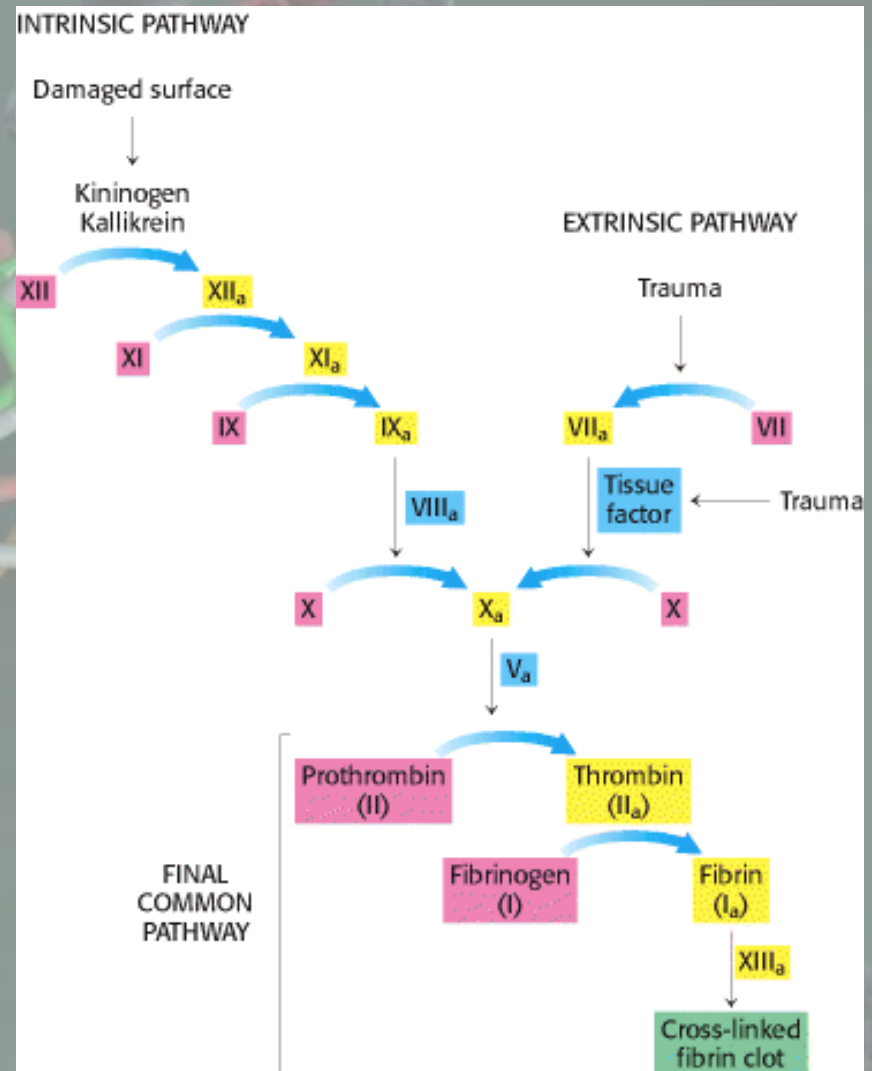 INTRINSIC PATHWAY
Damaged surface
Kininogen
Kallikrein
EXTRINSIC PATHWAY
XII
XIIa
Trauma
XI
XIa
IX
IXa
VIIa
VII
VIIIa
Tissue
factor
Trauma
X
Xa
X
Va
Prothrombin
(II)
Thrombin
(IIa)
Fibrinogen
(I)
Fibrin
(Ia)
FINAL
COMMON
PATHWAY
XIIIa
Cross-linked
fibrin clot